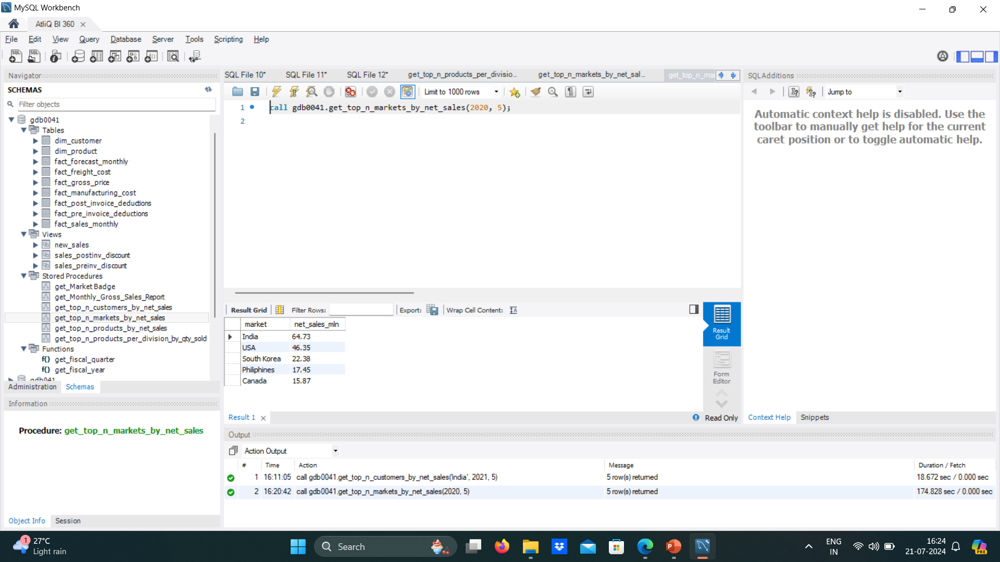 MySQL Workbench
AtliQ BI 360
File Edit View Query Database Server Tools Scripting Help
Navigator
SCHEMAS
Filter objects
gdb0041
Tables
dim_customer
dim_product
fact_forecast_monthly
fact_freight_cost
fact_gross_price
fact_manufacturing_cost
fact_post_invoice_deductions
fact_pre_invoice_deductions
fact_sales_monthly
Views
new_sales
sales_postinv_discount
sales_preinv_discount
Stored Procedures
get_Market Badge
get_Monthly_Gross_Sales_Report
get_top_n_customers_by_net_sales
get_top_n_markets_by_net_sales
get_top_n_products_by_net_sales
get_top_n_products_per_division_by_qty_sold
Functions
f() get_fiscal_quarter
f() get_fiscal_year
gdb041
Administration Schemas
Information
Procedure: get_top_n_markets_by_net_sales
Object Info Session
SQL File 10* SQL File 11* SQL File 12* get_top_n_products_per_divisio... get_top_n_markets_by_net_sal... get_top_n_mar
Limit to 1000 rows
1 call gdb0041.get_top_n_markets_by_net_sales(2020, 5);
2
Result Grid Filter Rows: Export: Wrap Cell Content:
market net_sales_mln
India 64.73
USA 46.35
South Korea 22.38
Philiphines 17.45
Canada 15.87
Result Grid
Form Editor
Result 1
Read Only
SQLAdditions
Jump to
Automatic context help is disabled. Use the
toolbar to manually get help for the current
caret position or to toggle automatic help.
Context Help Snippets
Output
Action Output
# Time Action Message Duration / Fetch
1 16:11:05 call gdb0041.get_top_n_customers_by_net_sales('india', 2021, 5) 5 row(s) returned 18.672 sec / 0.000 sec
2 16:20:42 call gdb0041.get_top_n_markets_by_net_sales(2020, 5) 5 row(s) returned 174.828 sec / 0.000 sec
1
27°C
Light rain
Search
ENG
IN
16:24
21-07-2024
PRE